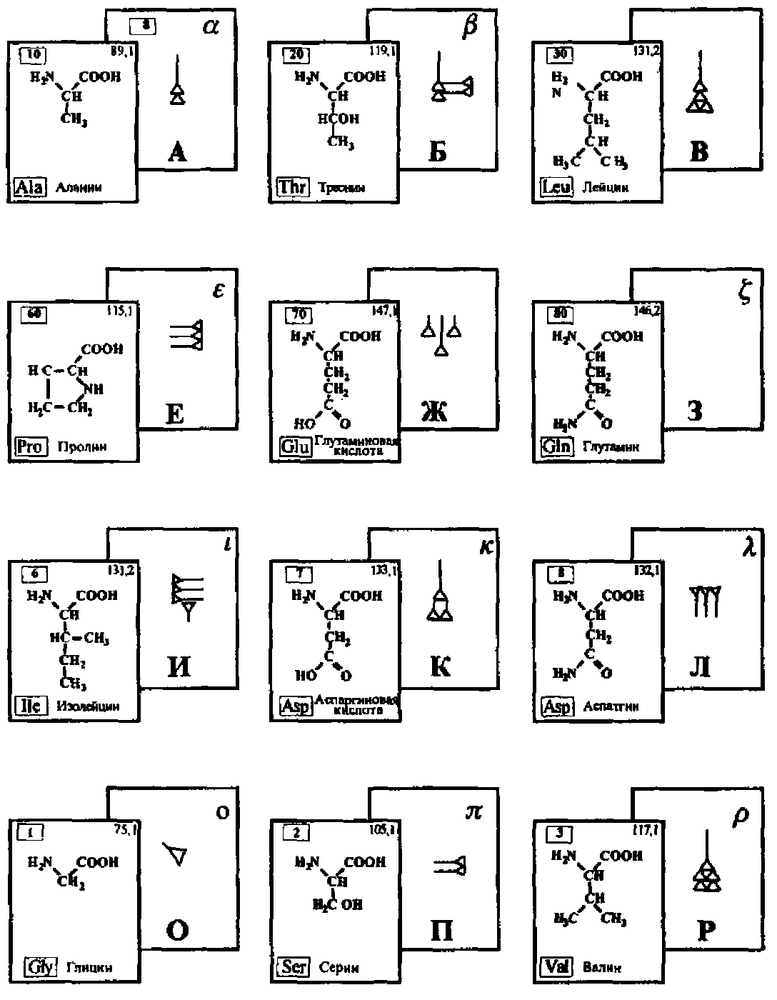 8 α
10 89,1
H₂N COOH
CH
CH₃
А
Ala Аланин
β
20 119,1
H₂N COOH
CH
HCOH
CH₃
Б
Thr Треонин
30 131,2
H₂ COOH
N CH
CH₂
CH
H₃C CH₃
В
Leu Лейцин
ε
60 115,1
COOH
H C CH
NH
H₂C CH₂
Е
Pro Пролин
70 147,1
H₂N COOH
CH
CH₂
CH₂
C
HO O
Ж
Glu Глутаминовая
кислота
ζ
80 146,2
H₂N COOH
CH
CH₂
CH₂
C
H₂N O
З
Gln Глутамин
ι
6 131,2
H₂N COOH
CH
HC CH₃
CH₂
CH₃
И
Ile Изолейцин
κ
7 133,1
H₂N COOH
CH
CH₂
C
HO O
К
Asp Аспаргиновая
кислота
λ
8 132,1
H₂N COOH
CH
CH₂
C
H₂N O
Л
Asp
ο
1 75,1
H₂N COOH
CH₂
О
Gly Глицин
π
2 105,1
H₂N COOH
CH
H₂C OH
П
Ser Серин
ρ
3 117,1
H₂N COOH
CH
CH
H₃C CH₃
Р
Val Валин